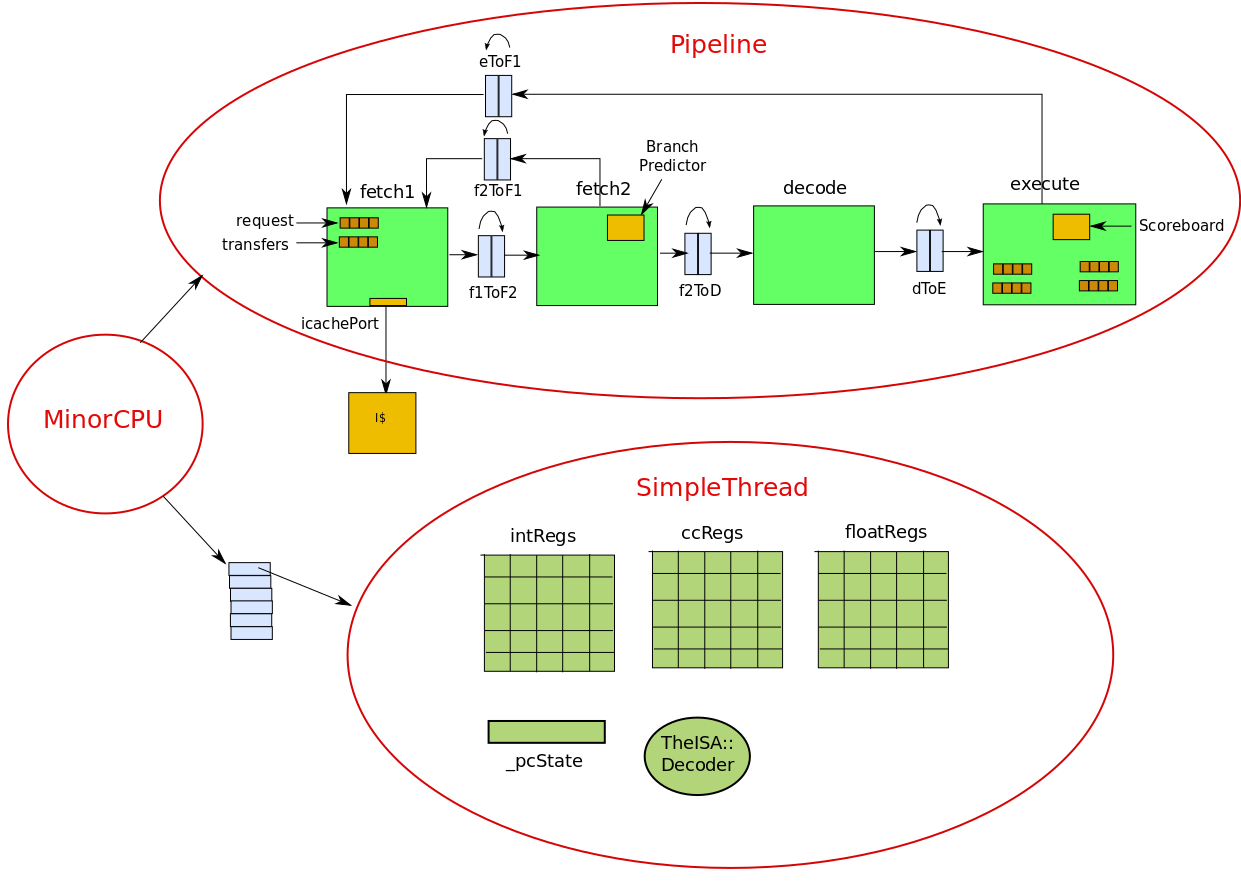 Pipeline
eToF1
Branch
Predictor
f2ToF1
fetch1
fetch2
decode
execute
request
transfers
Scoreboard
f1ToF2
f2ToD
dToE
icachePort
I$
MinorCPU
SimpleThread
intRegs
ccRegs
floatRegs
_pcState
TheISA::
Decoder